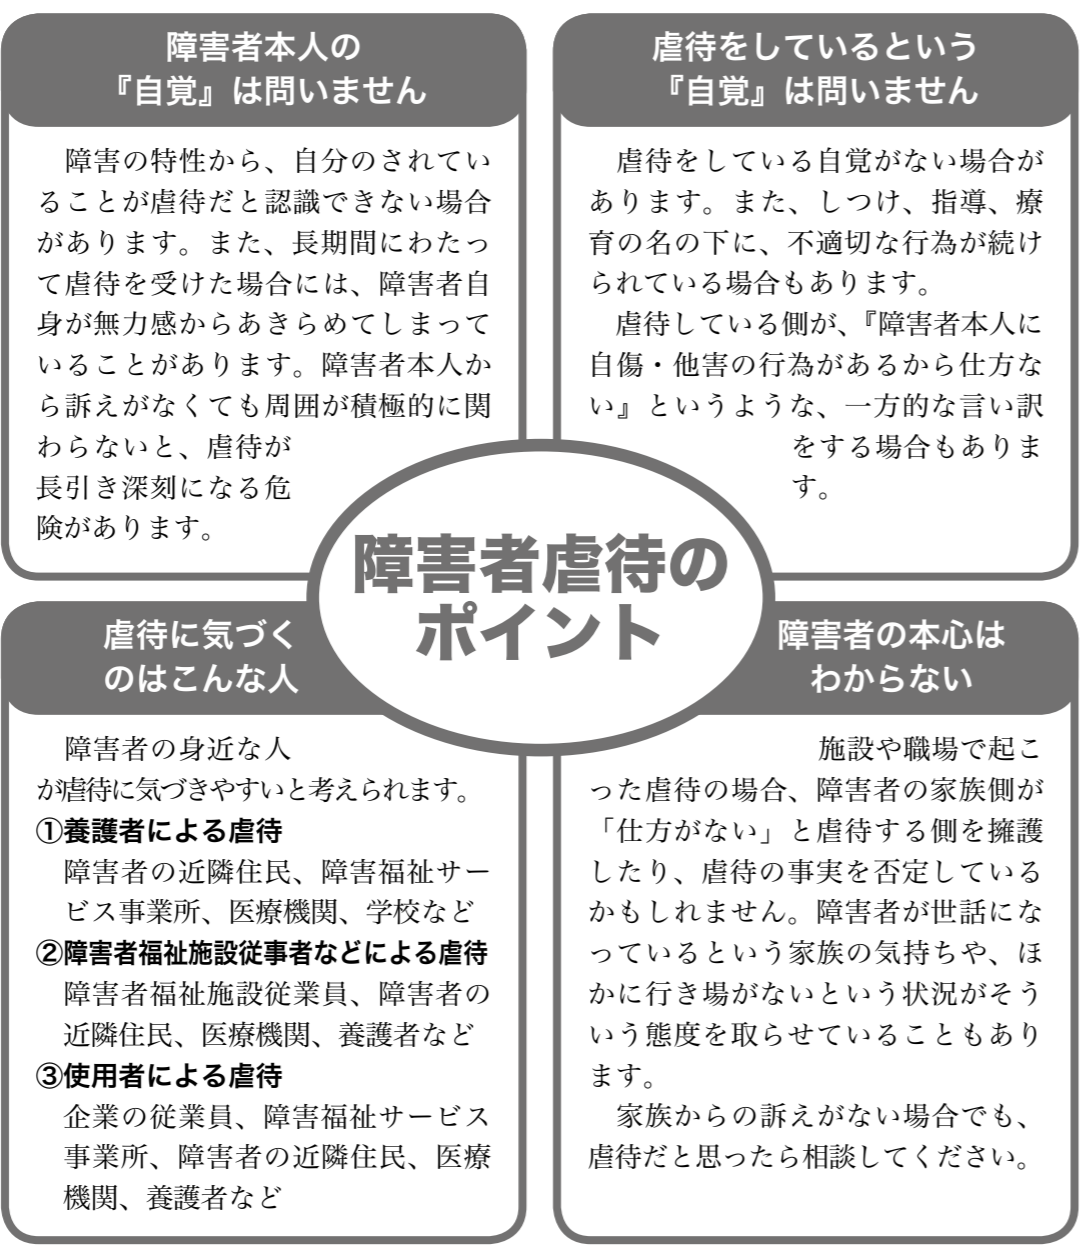 障害者本人の
『自覚』は問いません
障害の特性から、自分のされてい
ることが虐待だと認識できない場合
があります。また、長期間にわたっ
て虐待を受けた場合には、障害者自
身が無力感からあきらめてしまって
いることがあります。障害者本人か
ら訴えがなくても周囲が積極的に関
わらないと、虐待が
長引き深刻になる危
険があります。
虐待をしているという
『自覚』は問いません
虐待をしている自覚がない場合が
あります。また、しつけ、指導、療
育の名の下に、不適切な行為が続け
られている場合もあります。
虐待している側が、『障害者本人に
自傷・他害の行為があるから仕方な
い』というような、一方的な言い訳
をする場合もありま
す。
障害者虐待の
ポイント
虐待に気づく
のはこんな人
障害者の身近な人
が虐待に気づきやすいと考えられます。
①養護者による虐待
障害者の近隣住民、障害福祉サー
ビス事業所、医療機関、学校など
②障害者福祉施設従事者などによる虐待
障害者福祉施設従業員、障害者の
近隣住民、医療機関、養護者など
③使用者による虐待
企業の従業員、障害福祉サービス
事業所、障害者の近隣住民、医療
機関、養護者など
障害者の本心は
わからない
施設や職場で起こ
った虐待の場合、障害者の家族側が
「仕方がない」と虐待する側を擁護
したり、虐待の事実を否定している
かもしれません。障害者が世話にな
っているという家族の気持ちや、ほ
かに行き場がないという状況がそう
いう態度を取らせていることもあり
ます。
家族からの訴えがない場合でも、
虐待だと思ったら相談してください。